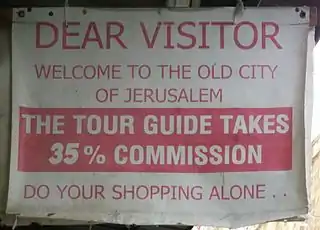 DEAR VISITOR
WELCOME TO THE OLD CITY
OF JERUSALEM
THE TOUR GUIDE TAKES
35% COMMISSION
DO YOUR SHOPPING ALONE . .